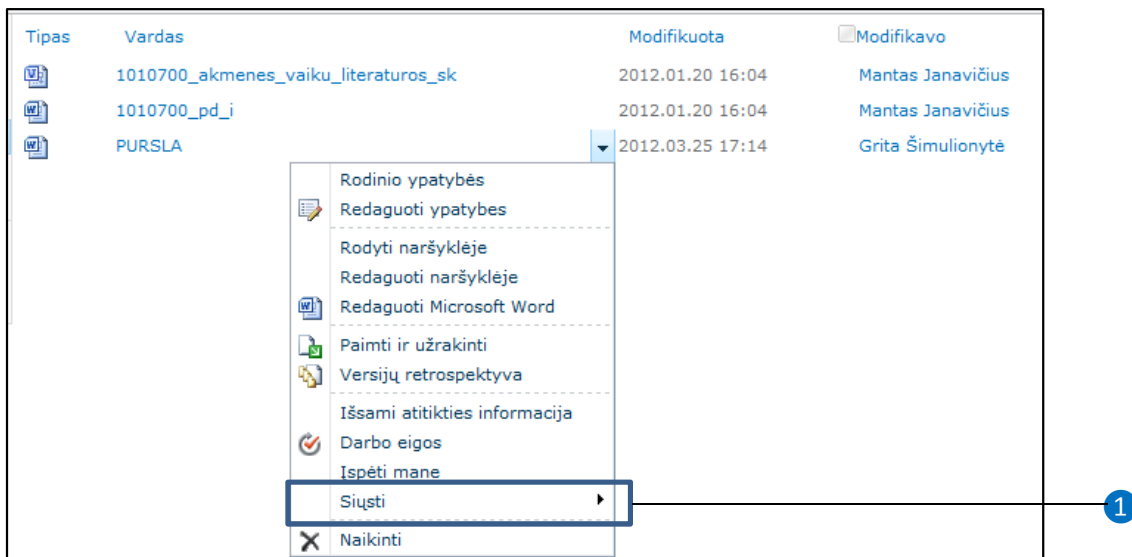 Tipas Vardas Modifikuota Modifikavo
1010700_akmenes_vaiku_literaturos_sk 2012.01.20 16:04 Mantas Janavičius
1010700_pd_i 2012.01.20 16:04 Mantas Janavičius
PURSLA 2012.03.25 17:14 Grita Šimulionytė
Rodinio ypatybės
Redaguoti ypatybes
Rodyti naršyklėje
Redaguoti naršyklėje
Redaguoti Microsoft Word
Paimti ir užrakinti
Versijų retrospektyva
Išsami atitikties informacija
Darbo eigos
Įspėti mane
Siųsti
1
Naikinti